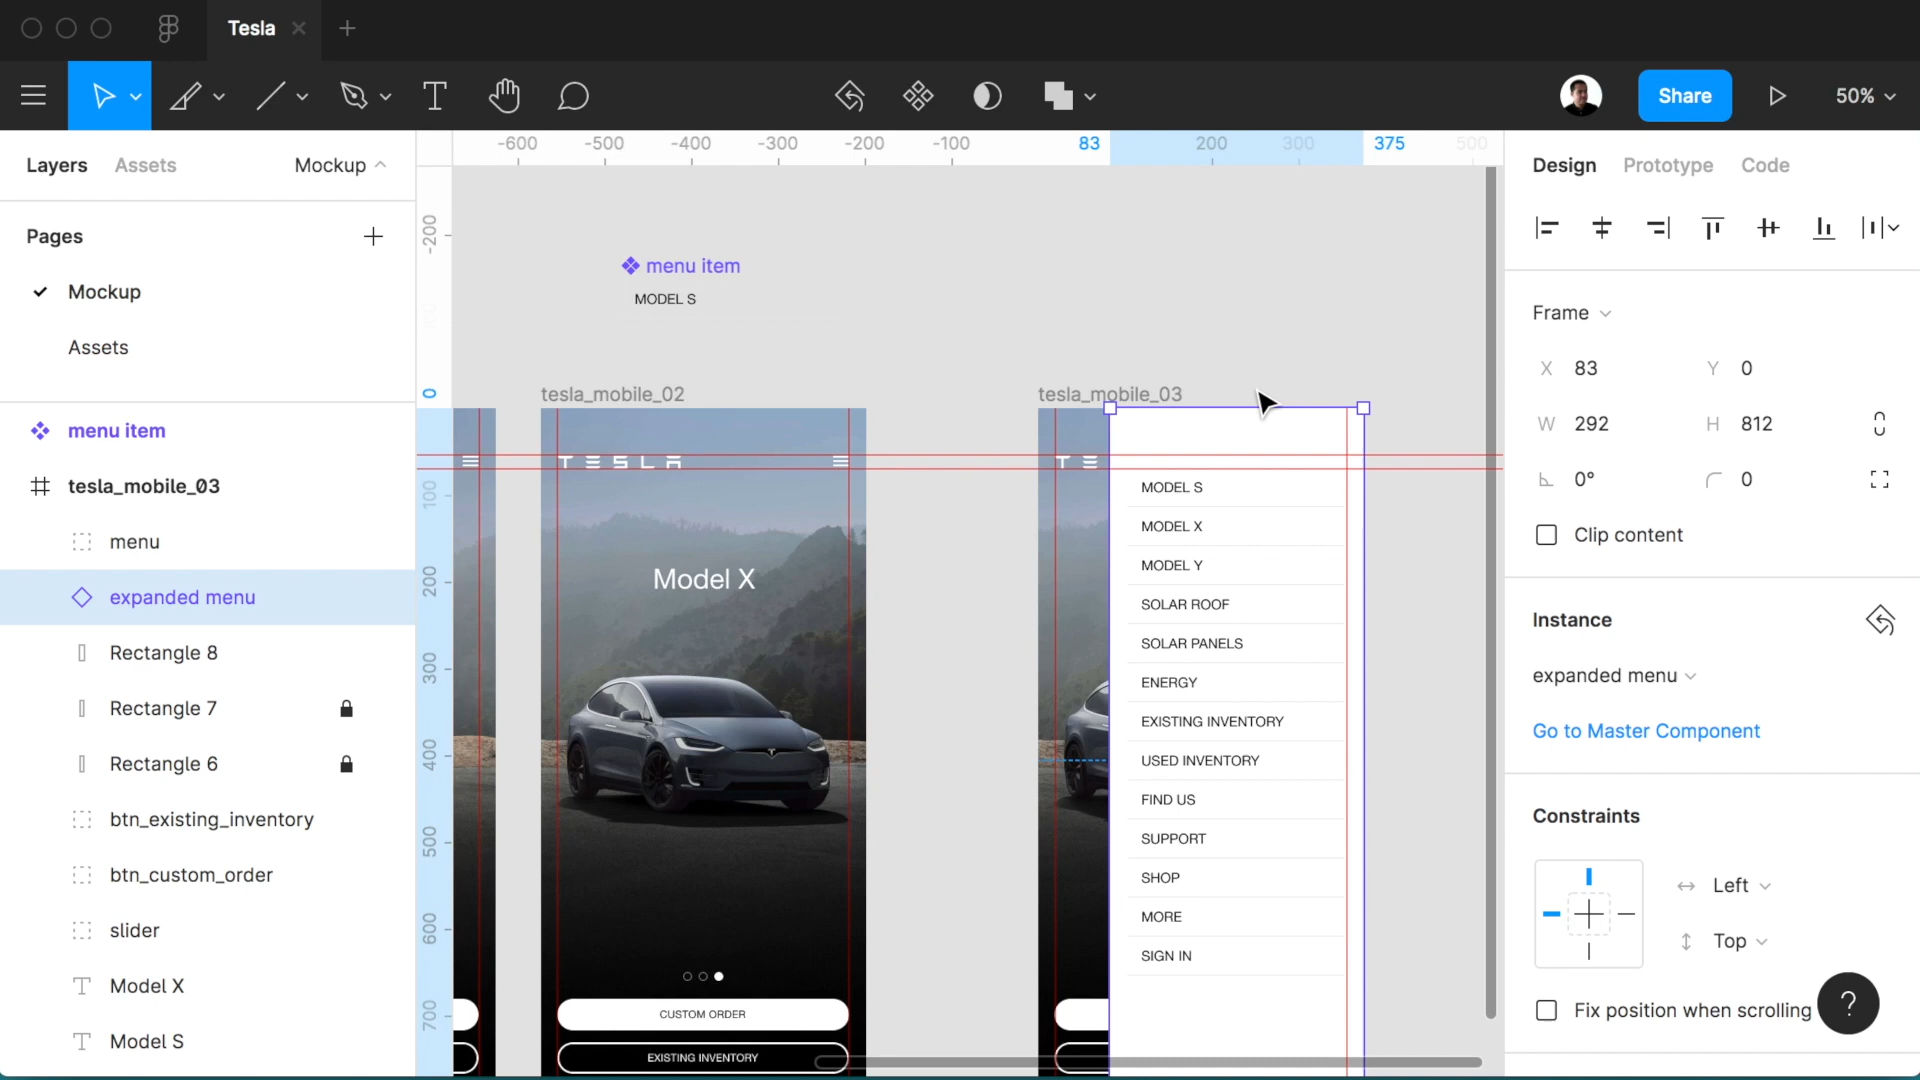 Tesla
Share
50%
Layers
Assets
Mockup
-600
-500
-400
-300
-200
-100
83
200
300
375
500
Design
Prototype
Code
Pages
Mockup
Assets
menu item
tesla_mobile_03
menu
expanded menu
Rectangle 8
Rectangle 7
Rectangle 6
btn_existing_inventory
btn_custom_order
slider
Model X
Model S
-200
0
100
200
300
400
500
600
700
menu item
MODEL S
tesla_mobile_02
TESLA
Model X
CUSTOM ORDER
EXISTING INVENTORY
tesla_mobile_03
TE
MODEL S
MODEL X
MODEL Y
SOLAR ROOF
SOLAR PANELS
ENERGY
EXISTING INVENTORY
USED INVENTORY
FIND US
SUPPORT
SHOP
MORE
SIGN IN
Frame
X 83
Y 0
W 292
H 812
0°
0
Clip content
Instance
expanded menu
Go to Master Component
Constraints
Left
Top
Fix position when scrolling
?